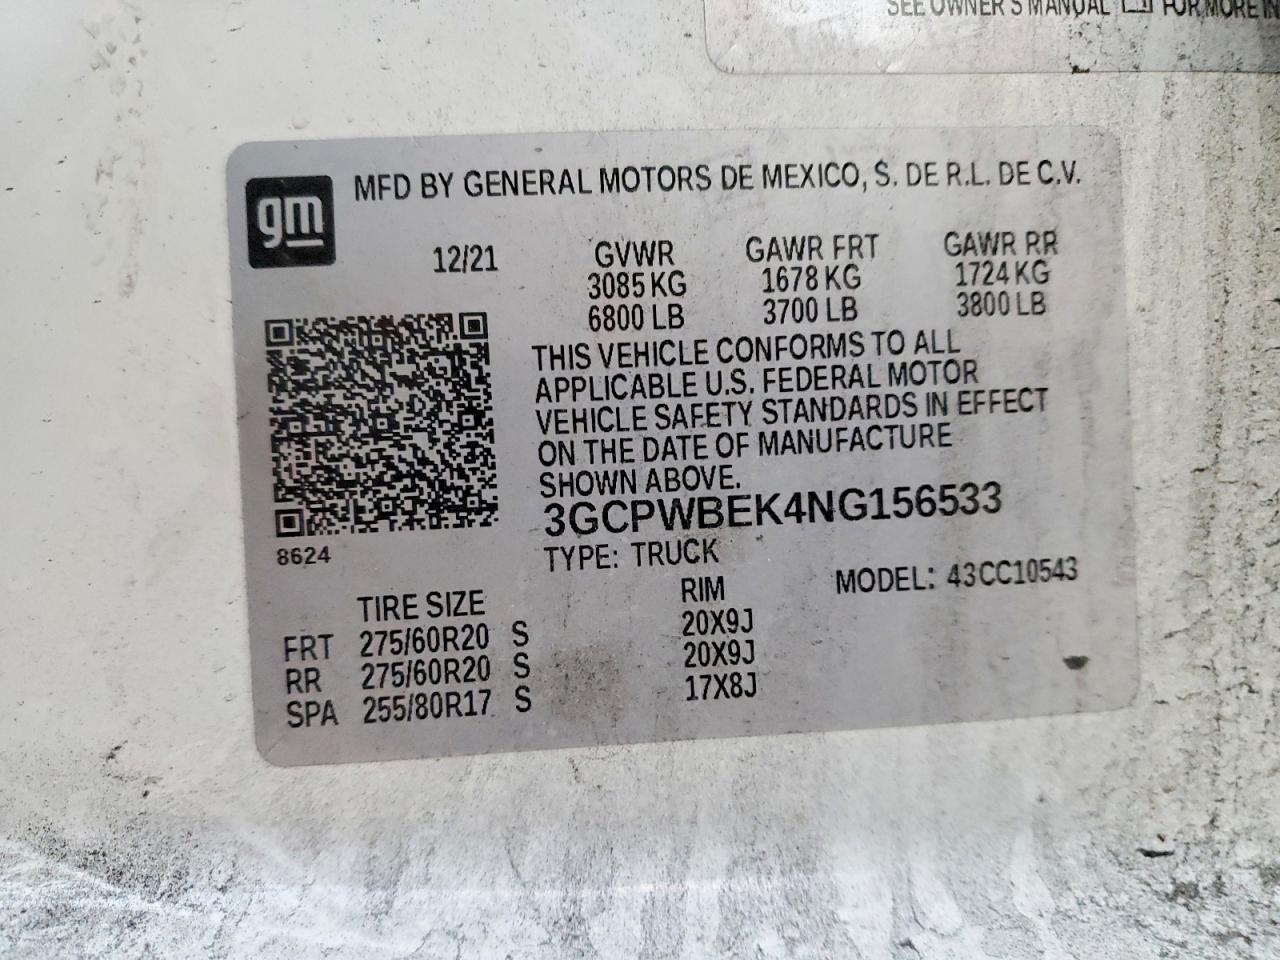 SEE OWNER'S MANUAL FOR MORE
MFD BY GENERAL MOTORS DE MEXICO, S. DE R.L. DE C.V.
gm
12/21
GVWR GAWR FRT GAWR RR
3085 KG 1678 KG 1724 KG
6800 LB 3700 LB 3800 LB
THIS VEHICLE CONFORMS TO ALL
APPLICABLE U.S. FEDERAL MOTOR
VEHICLE SAFETY STANDARDS IN EFFECT
ON THE DATE OF MANUFACTURE
SHOWN ABOVE.
3GCPWBEK4NG156533
8624
TYPE: TRUCK
MODEL: 43CC10543
TIRE SIZE RIM
FRT 275/60R20 S 20X9J
RR 275/60R20 S 20X9J
SPA 255/80R17 S 17X8J